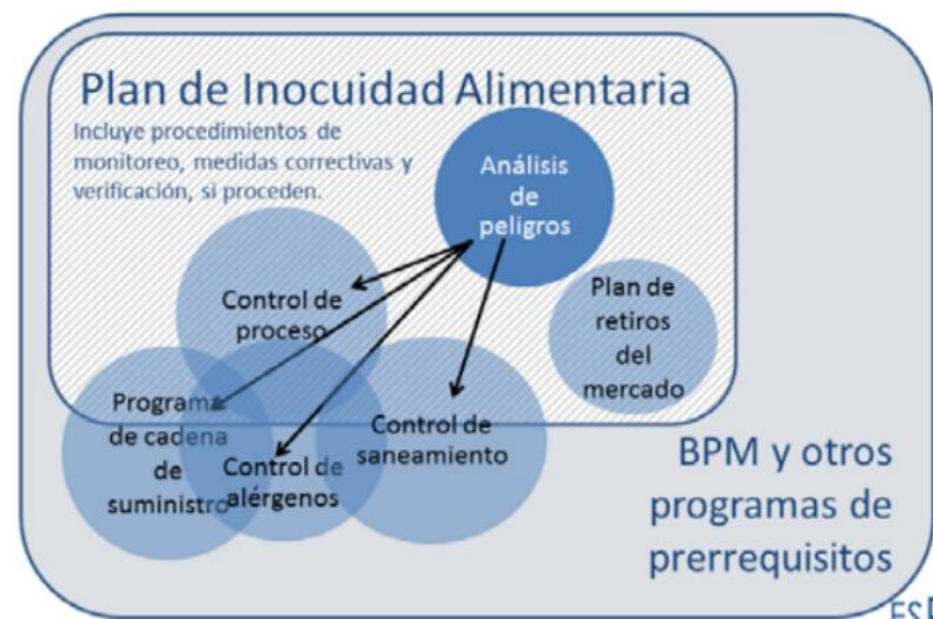 Plan de Inocuidad Alimentaria
Incluye procedimientos de
monitoreo, medidas correctivas y
verificación, si proceden.
Análisis
de
peligros
Control de
proceso
Plan de
retiros
del
mercado
Programa
de cadena
de
suministro
Control de
alérgenos
Control de
saneamiento
BPM y otros
programas de
prerrequisitos